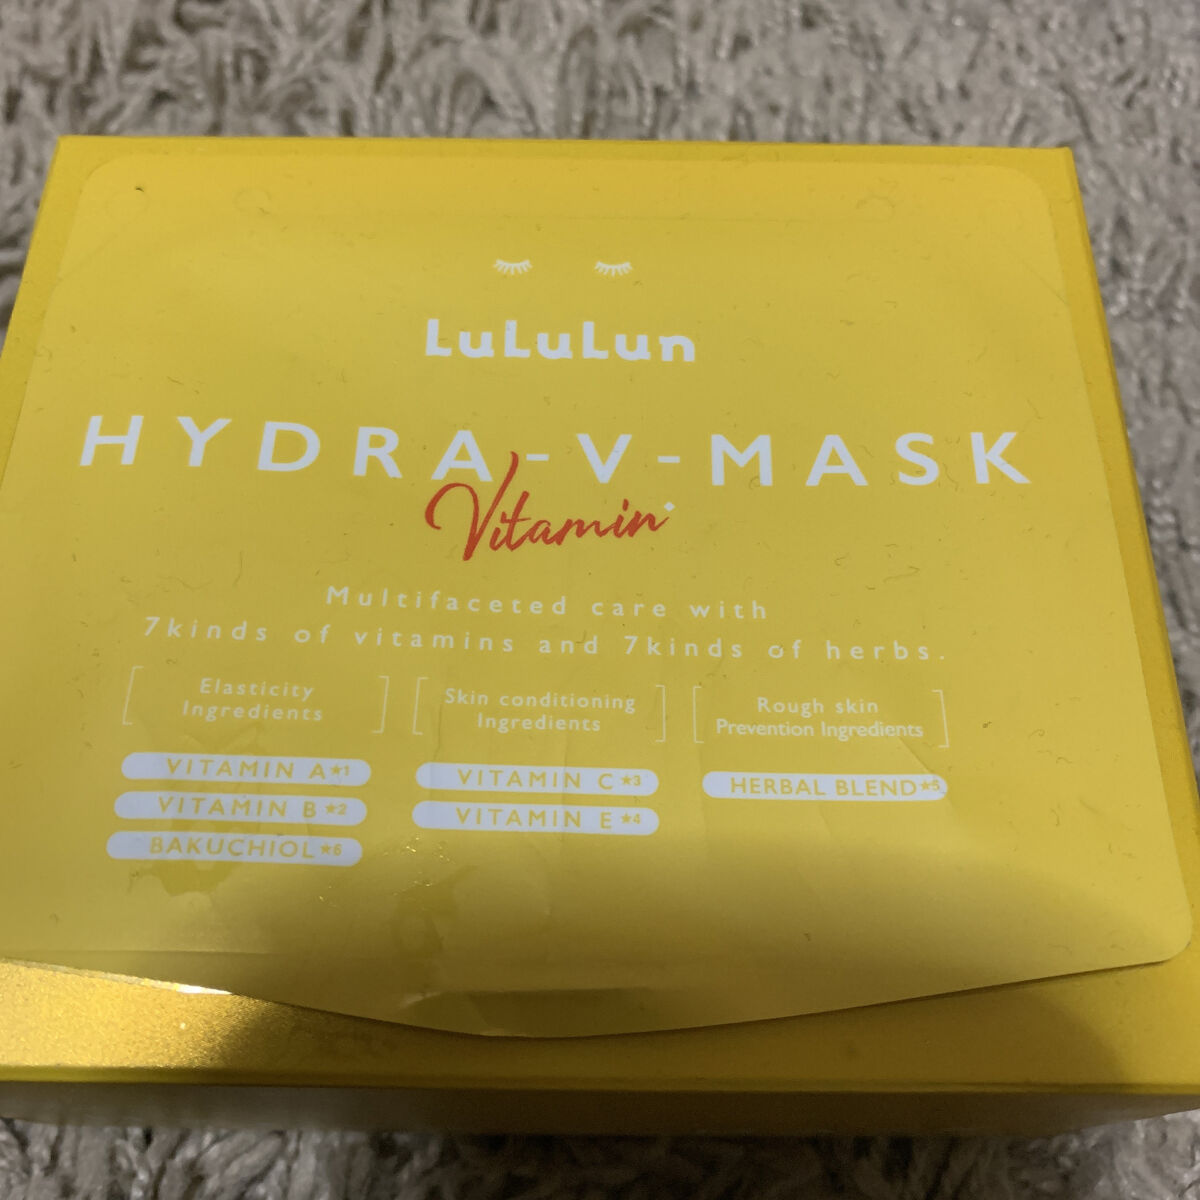 LuLuLun
HYDRA-V-MASK
Vitamin
Multifaceted care with
7kinds of vitamins and 7kinds of herbs.
Elasticity
Ingredients
VITAMIN A★1
VITAMIN B★2
BAKUCHIOL★6
Skin conditioning
Ingredients
VITAMIN C★3
VITAMIN E★4
Rough skin
Prevention Ingredients
HERBAL BLEND★5